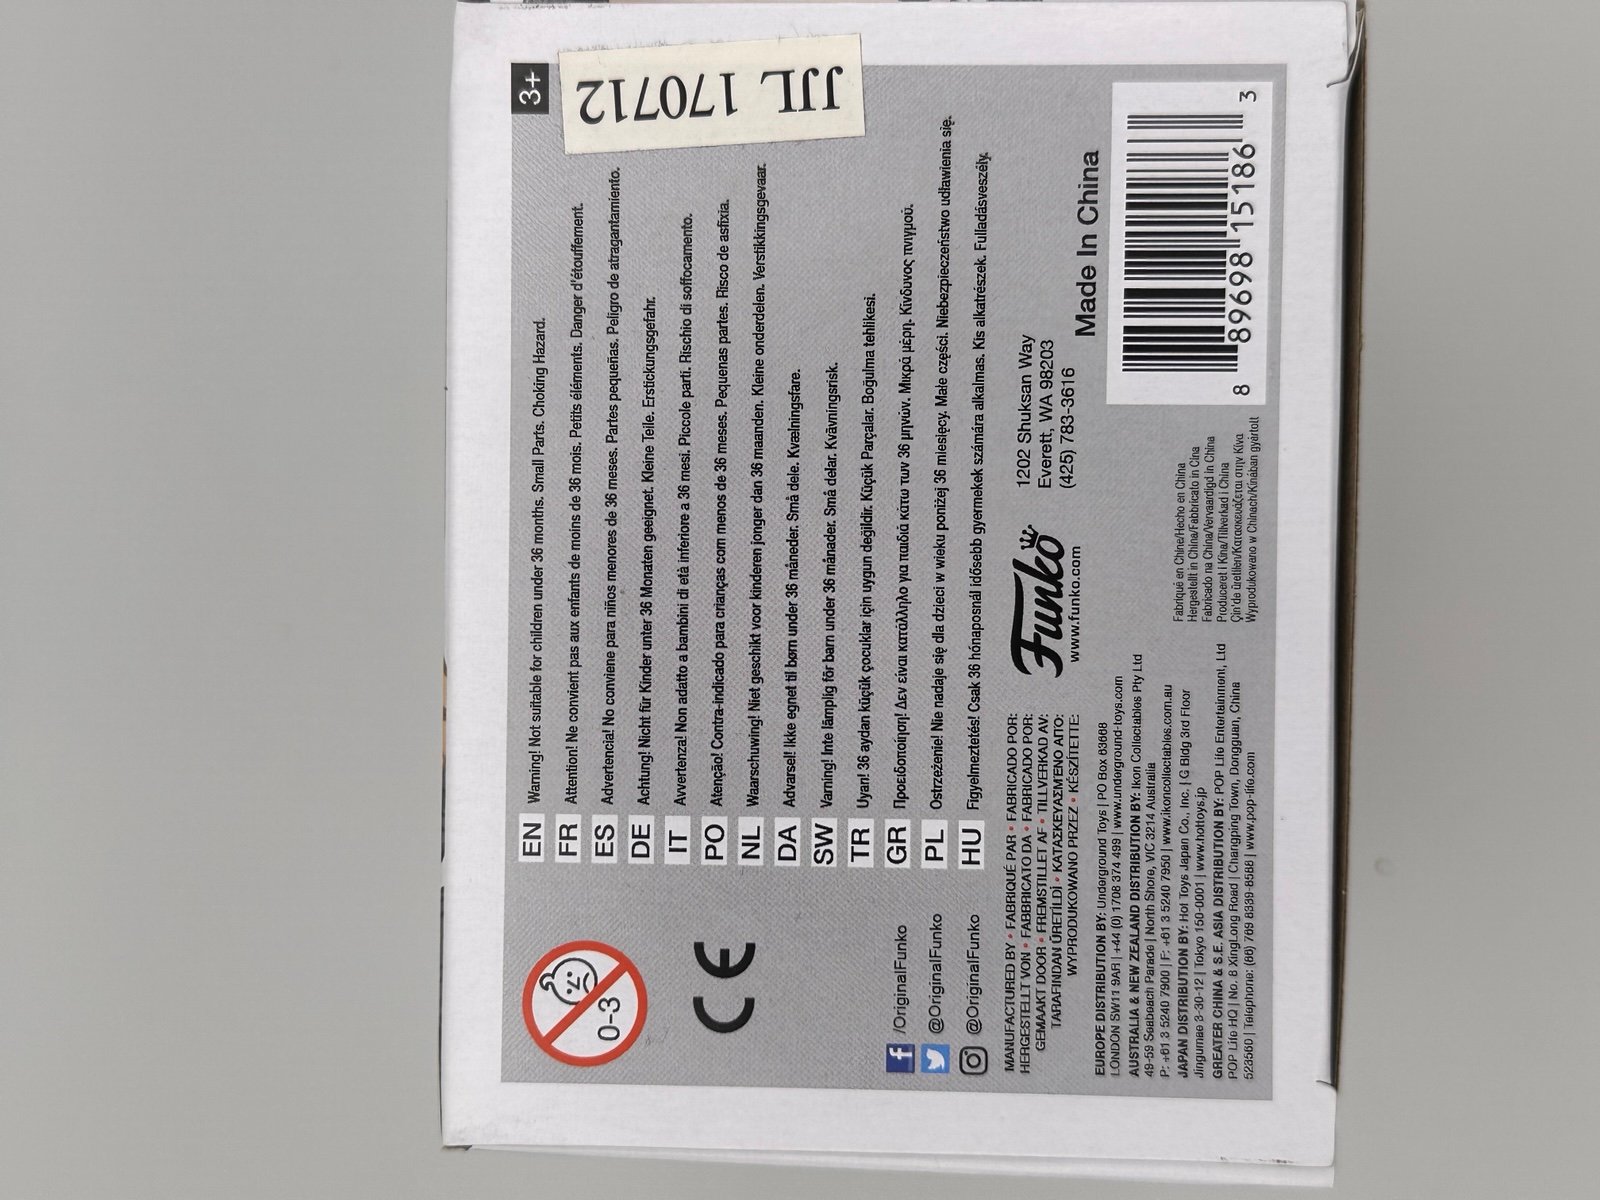 0-3
3+
JJL 170712
EN Warning! Not suitable for children under 36 months. Small Parts. Choking Hazard.
FR Attention! Ne convient pas aux enfants de moins de 36 mois. Petits éléments. Danger d'étouffement.
ES Advertencia! No conviene para niños menores de 36 meses. Partes pequeñas. Peligro de atragantamiento.
DE Achtung! Nicht für Kinder unter 36 Monaten geeignet. Kleine Teile. Erstickungsgefahr.
IT Avvertenza! Non adatto a bambini di età inferiore a 36 mesi. Piccole parti. Rischio di soffocamento.
PO Atenção! Contra-indicado para crianças com menos de 36 meses. Pequenas partes. Risco de asfixia.
NL Waarschuwing! Niet geschikt voor kinderen jonger dan 36 maanden. Kleine onderdelen. Verstikkingsgevaar.
DA Advarsel! Ikke egnet til børn under 36 måneder. Små dele. Kvælningsfare.
SW Varning! Inte lämplig för barn under 36 månader. Små delar. Kvävningsrisk.
TR Uyarı! 36 aydan küçük çocuklar için uygun değildir. Küçük Parçalar. Boğulma tehlikesi.
GR Προειδοποίηση! Δεν είναι κατάλληλο για παιδιά κάτω των 36 μηνών. Μικρά μέρη. Κίνδυνος πνιγμού.
PL Ostrzeżenie! Nie nadaje się dla dzieci w wieku poniżej 36 miesięcy. Małe części. Niebezpieczeństwo udławienia się.
HU Figyelmeztetés! Csak 36 hónaposnál idősebb gyermekek számára alkalmas. Kis alkatrészek. Fulladásveszély.
CE
/OriginalFunko
@OriginalFunko
@OriginalFunko
MANUFACTURED BY • FABRIQUÉ PAR • FABRICADO POR:
HERGESTELLT VON • FABBRICATO DA • FABRICADO POR:
GEMAAKT DOOR • FREMSTILLET AF • TILLVERKAD AV:
TARAFINDAN ÜRETİLDİ • ΚΑΤΑΣΚΕΥΑΣΜΈΝΟ ΑΠΌ:
WYPRODUKOWANO PRZEZ • KÉSZÍTETTE:
Funko
www.funko.com
1202 Shuksan Way
Everett, WA 98203
(425) 783-3616
Made In China
EUROPE DISTRIBUTION BY: Underground Toys | PO Box 63668
LONDON SW11 9AR | +44 (0) 1708 374 499 | www.underground-toys.com
AUSTRALIA & NEW ZEALAND DISTRIBUTION BY: Ikon Collectables Pty Ltd
49-59 Seabeach Parade | North Shore, VIC 3214 Australia
P: +61 3 5240 7900 | F: +61 3 5240 7950 | www.ikoncollectables.com.au
JAPAN DISTRIBUTION BY: Hot Toys Japan Co., Inc. | G Bldg 3rd Floor
Jingumae 3-30-12 | Tokyo 150-0001 | www.hottoys.jp
GREATER CHINA & S.E. ASIA DISTRIBUTION BY: POP Life Entertainment, Ltd
POP Life HQ | No. 8 XingLong Road | Changping Town, Dongguan, China
523560 | Telephone: (86) 769 8339-8588 | www.pop-life.com
Fabriqué en Chine/Hecho en China
Hergestellt in China/Fabbricato in Cina
Fabricado na China/Vervaardigd in China
Produceret i Kina/Tillverkad i China
Çin'de üretilen/Κατασκευάζεται στην Κίνα
Wyprodukowano w Chinach/Kínában gyártott
8 89698 15186 3